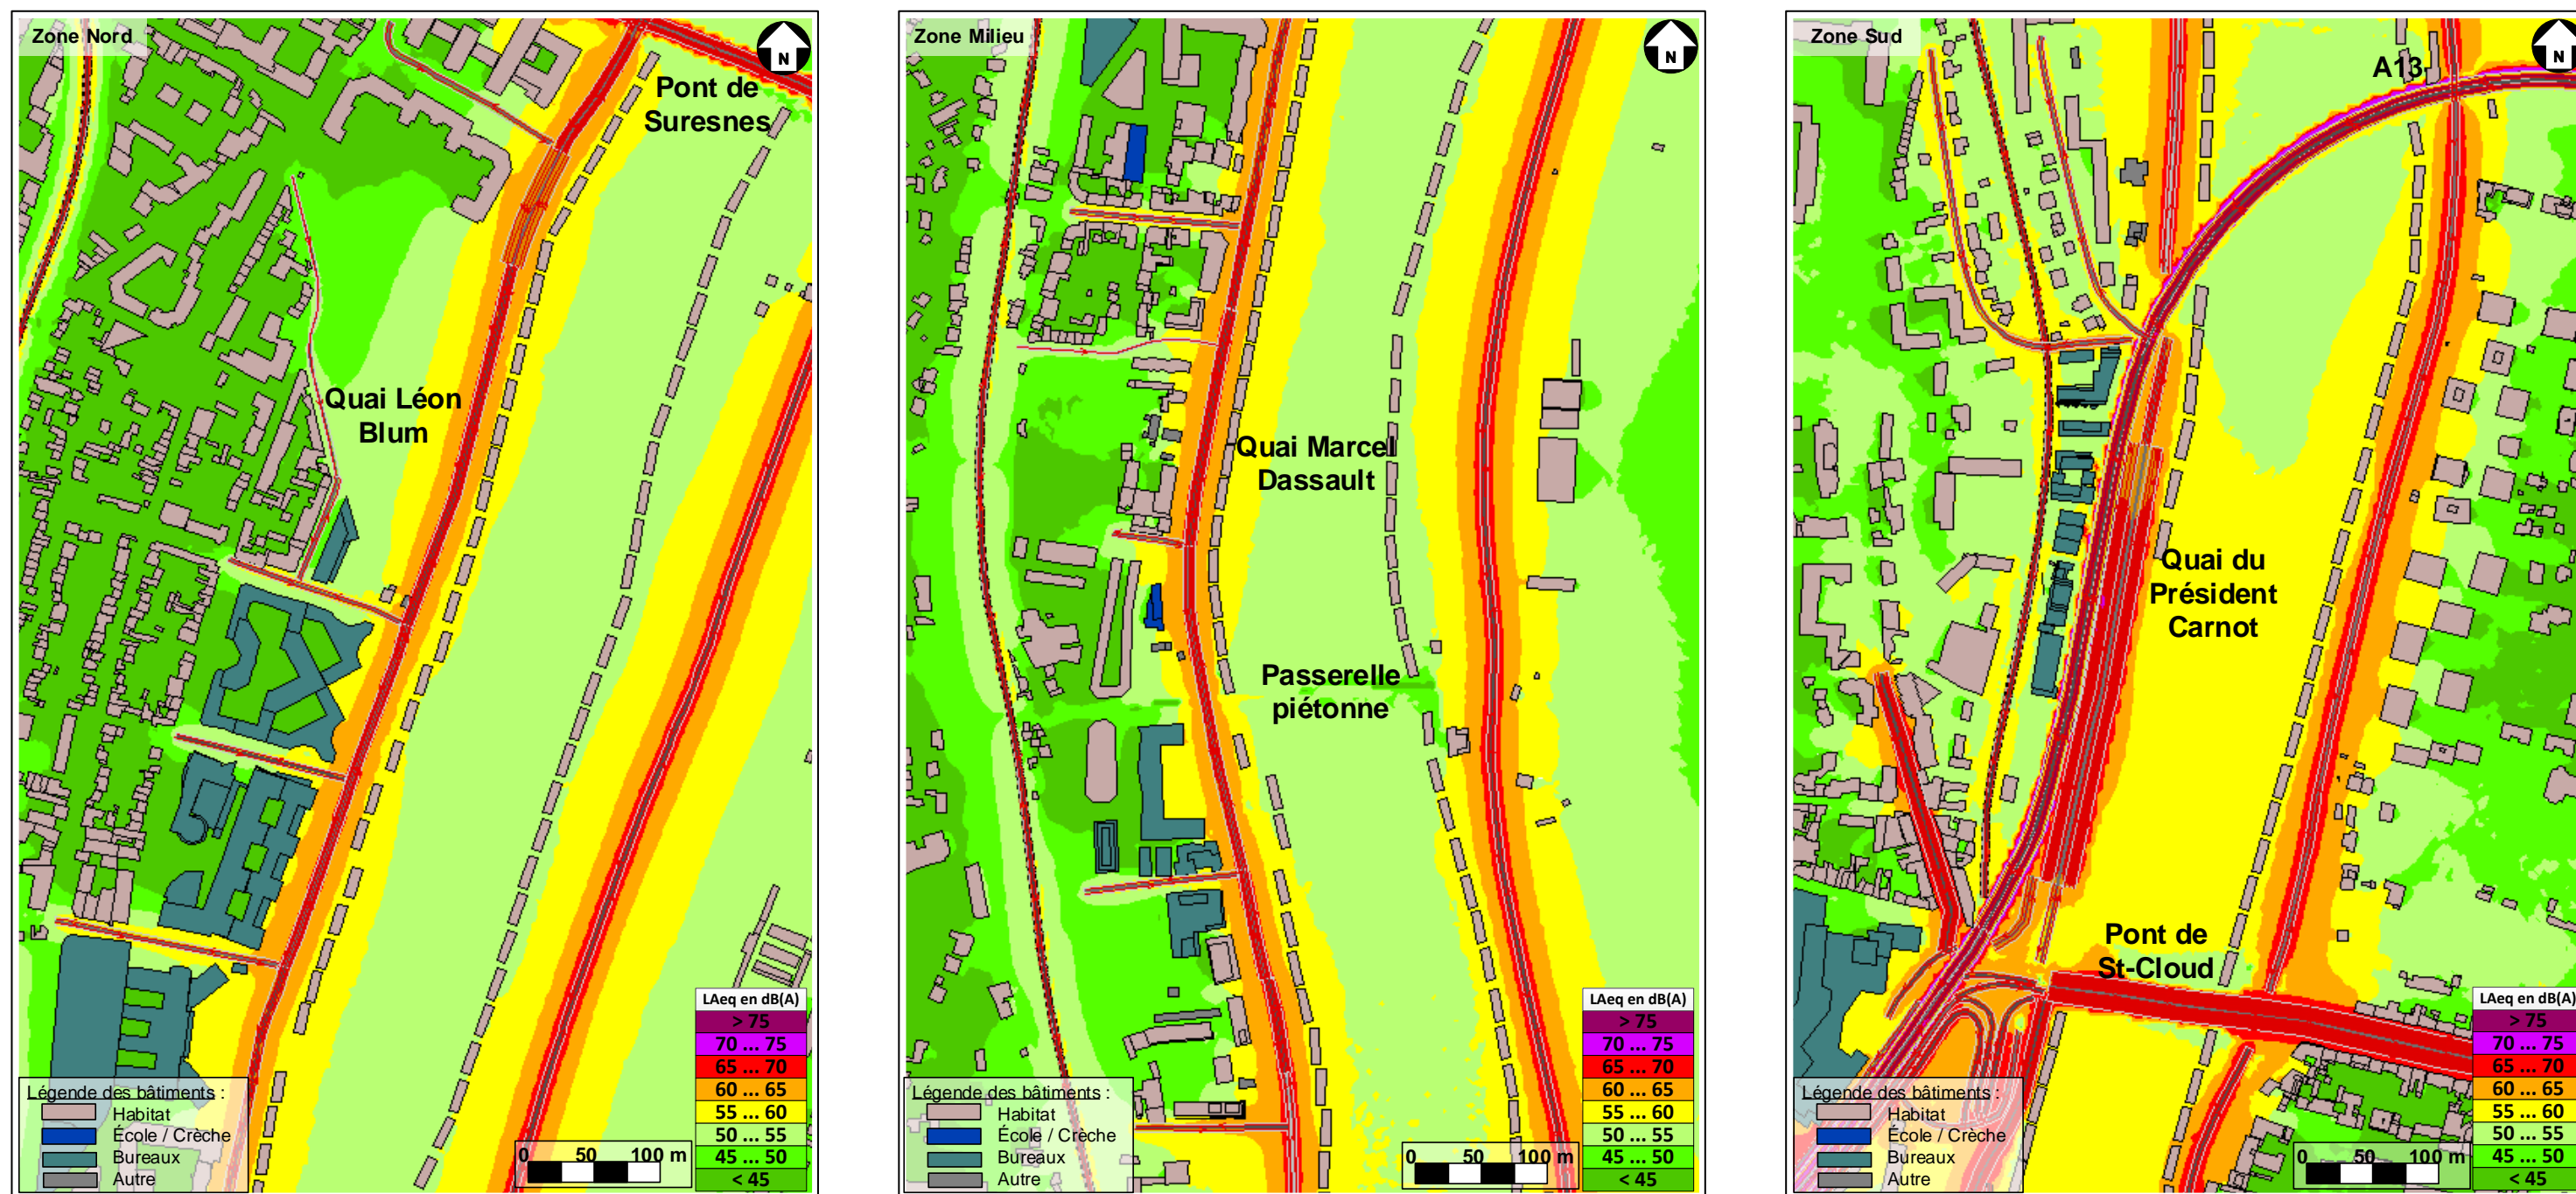 Zone Nord
N
Pont de
Suresnes
Quai Léon
Blum
LAeq en dB(A)
> 75
70 ... 75
65 ... 70
60 ... 65
55 ... 60
50 ... 55
45 ... 50
< 45
Légende des bâtiments :
Habitat
École / Crèche
Bureaux
Autre
0 50 100 m
Zone Milieu
N
Quai Marcel
Dassault
Passerelle
piétonne
LAeq en dB(A)
> 75
70 ... 75
65 ... 70
60 ... 65
55 ... 60
50 ... 55
45 ... 50
< 45
Légende des bâtiments :
Habitat
École / Crèche
Bureaux
Autre
0 50 100 m
Zone Sud
N
A13
Quai du
Président
Carnot
Pont de
St-Cloud
LAeq en dB(A)
> 75
70 ... 75
65 ... 70
60 ... 65
55 ... 60
50 ... 55
45 ... 50
< 45
Légende des bâtiments :
Habitat
École / Crèche
Bureaux
Autre
0 50 100 m